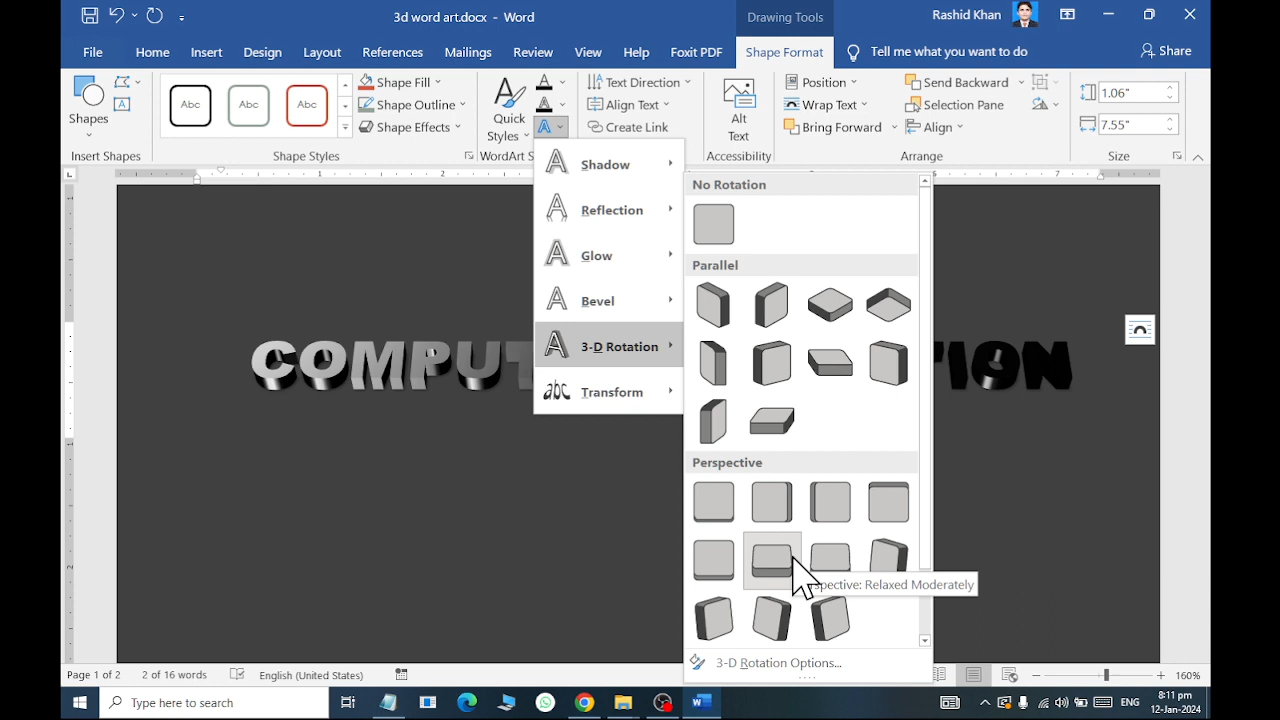 3d word art.docx - Word
Drawing Tools
Rashid Khan
File Home Insert Design Layout References Mailings Review View Help Foxit PDF Shape Format Tell me what you want to do Share
Shapes
Insert Shapes
Abc Abc Abc
Shape Fill
Shape Outline
Shape Effects
Shape Styles
Quick
Styles
WordArt S
Text Direction
Align Text
Create Link
Alt
Text
Accessibility
Position
Wrap Text
Bring Forward
Send Backward
Selection Pane
Align
Arrange
1.06"
7.55"
Size
Shadow
Reflection
Glow
Bevel
3-D Rotation
Transform
No Rotation
Parallel
Perspective
spective: Relaxed Moderately
3-D Rotation Options...
COMPUT
TION
Page 1 of 2 2 of 16 words English (United States) 160%
Type here to search
ENG
8:11 pm
12-Jan-2024